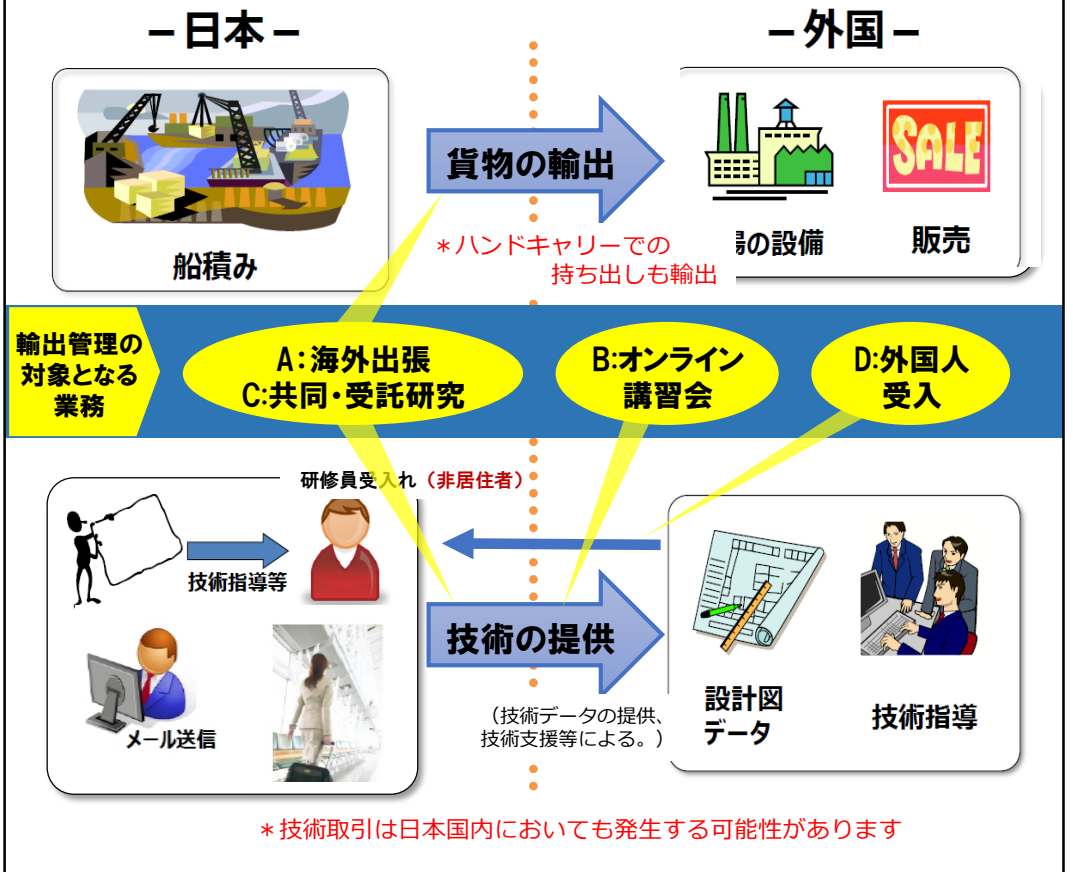 －日本－
－外国－
貨物の輸出
SALE
船積み
＊ハンドキャリーでの
持ち出しも輸出
場の設備
販売
輸出管理の
対象となる
業務
A：海外出張
C:共同・受託研究
B:オンライン
講習会
D:外国人
受入
研修員受入れ（非居住者）
技術指導等
技術の提供
メール送信
（技術データの提供、
技術支援等による。）
設計図
データ
技術指導
＊技術取引は日本国内においても発生する可能性があります